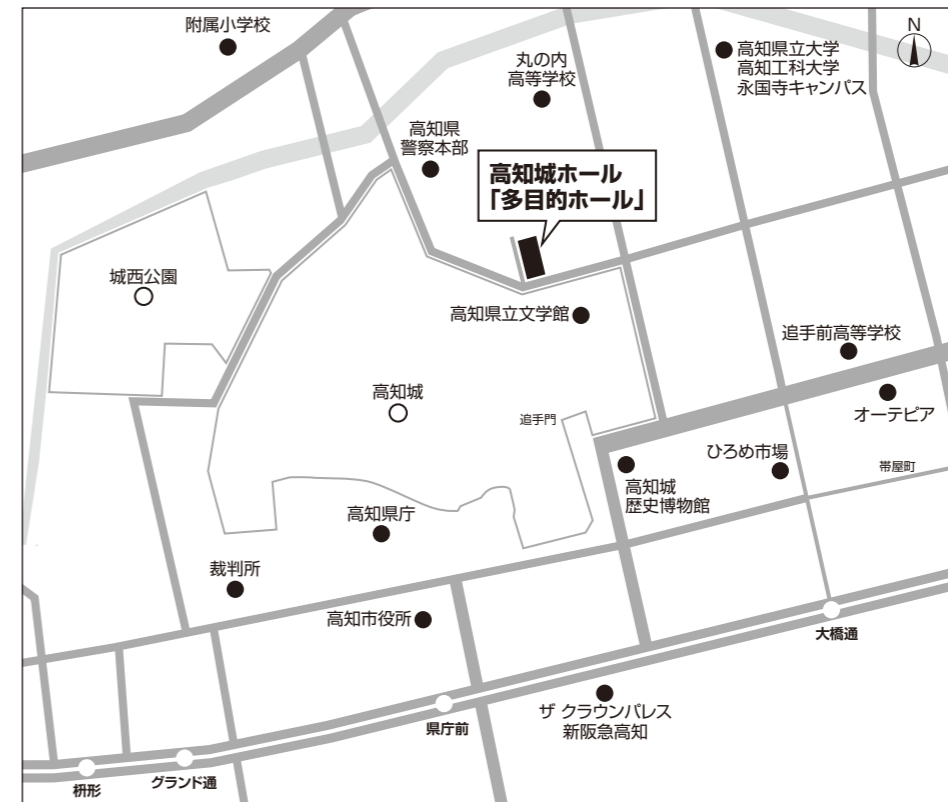 附属小学校
丸の内
高等学校
高知県立大学
高知工科大学
永国寺キャンパス
N
高知県
警察本部
高知城ホール
「多目的ホール」
城西公園
高知県立文学館
追手前高等学校
高知城
追手門
オーテピア
ひろめ市場
帯屋町
高知城
歴史博物館
高知県庁
裁判所
高知市役所
大橋通
ザ クラウンパレス
新阪急高知
県庁前
グランド通
枡形